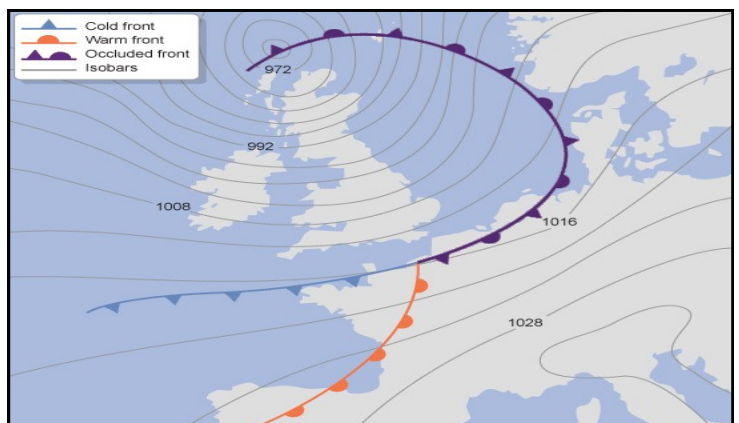 Cold front
Warm front
Occluded front
Isobars
972
992
1008
1016
1028